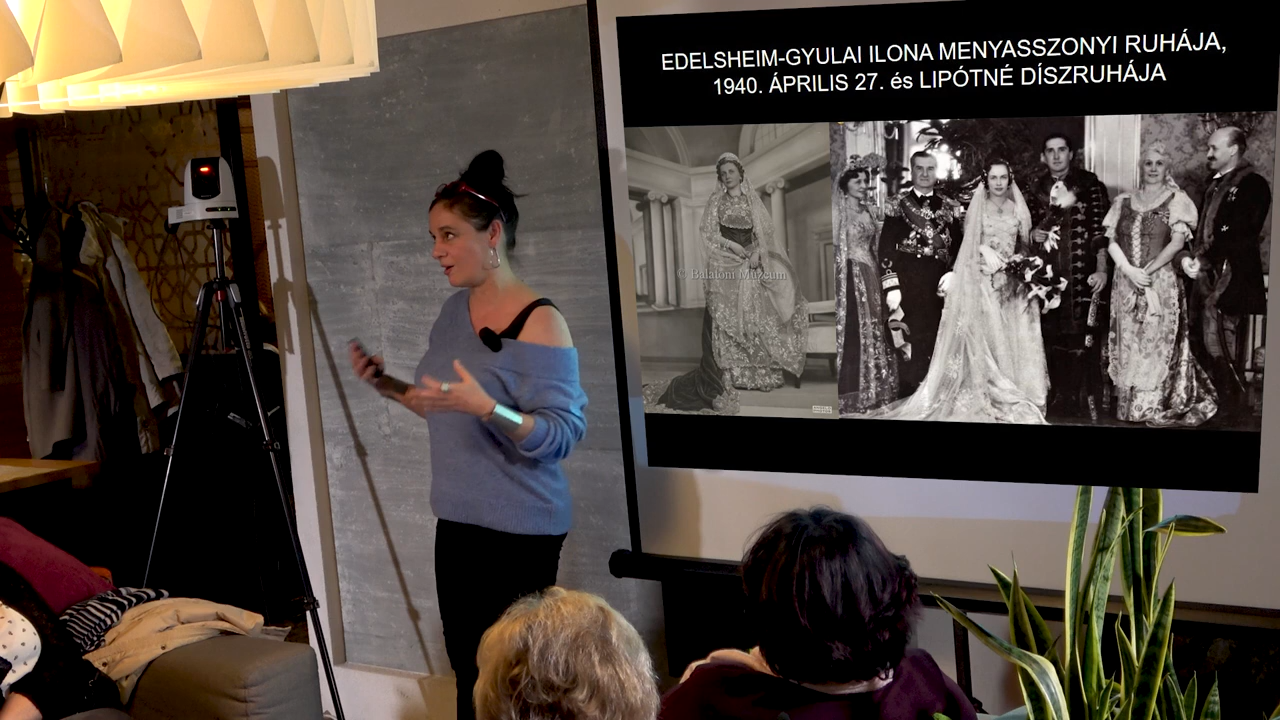 EDELSHEIM-GYULAI ILONA MENYASSZONYI RUHÁJA,
1940. ÁPRILIS 27. és LIPÓTNÉ DÍSZRUHÁJA
© Balatoni Múzeum